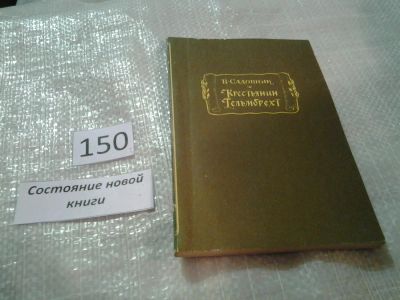 150
Состояние новой
книги
В. Садовник
Крестьянин
Гельмбрехт